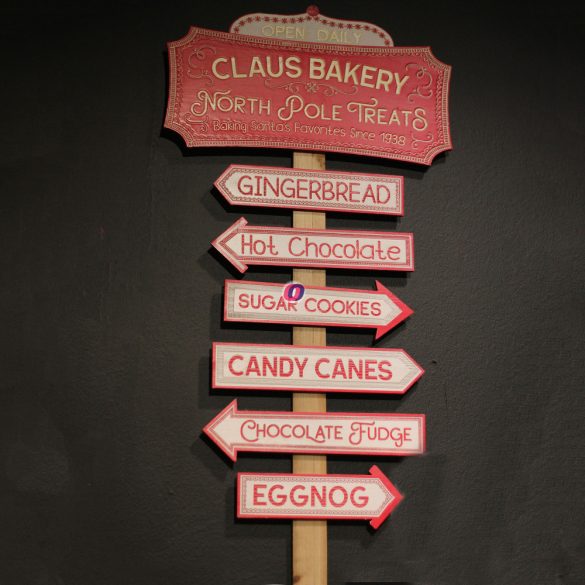 OPEN DAILY
CLAUS BAKERY
NORTH POLE TREATS
Baking Santa's Favorites Since 1938
GINGERBREAD
Hot Chocolate
SUGAR COOKIES
CANDY CANES
CHOCOLATE FUDGE
EGGNOG